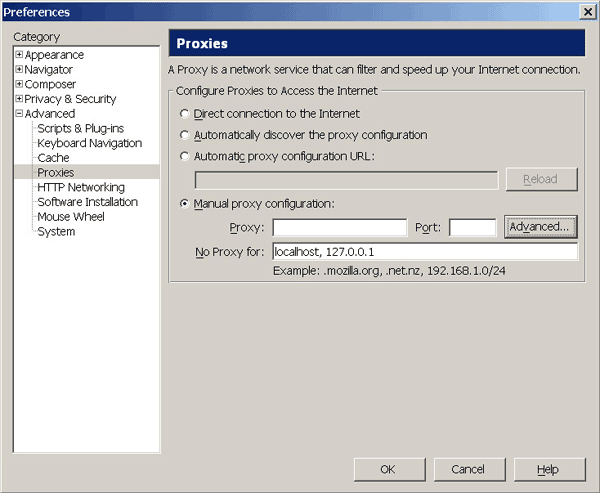 Preferences
Category
Appearance
Navigator
Composer
Privacy & Security
Advanced
Scripts & Plug-ins
Keyboard Navigation
Cache
Proxies
HTTP Networking
Software Installation
Mouse Wheel
System
Proxies
A Proxy is a network service that can filter and speed up your Internet connection.
Configure Proxies to Access the Internet
Direct connection to the Internet
Automatically discover the proxy configuration
Automatic proxy configuration URL:
Reload
Manual proxy configuration:
Proxy: Port: Advanced...
No Proxy for: localhost, 127.0.0.1
Example: .mozilla.org, .net.nz, 192.168.1.0/24
OK Cancel Help